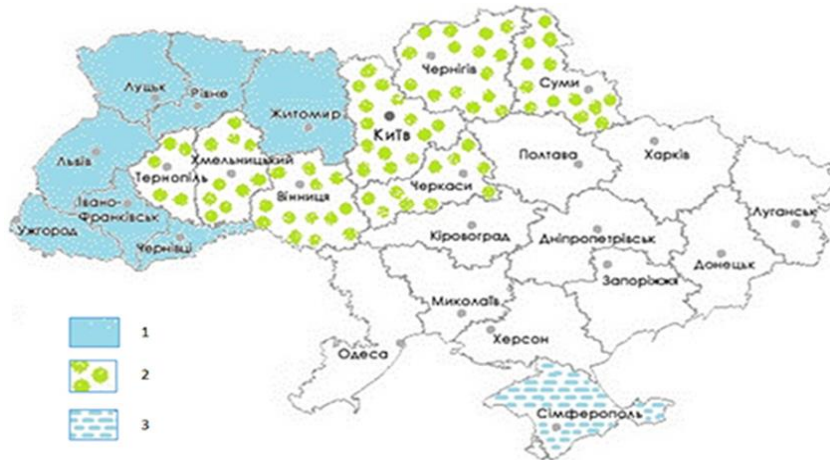 Чернігів
Суми
Луцьк
Рівне
Житомир
Київ
Львів
Тернопіль
Хмельницький
Полтава
Харків
Черкаси
Вінниця
Івано-
Франківськ
Ужгород
Чернівці
Кіровоград
Дніпропетрівськ
Луганськ
Донецьк
Запоріжжя
Миколаїв
Херсон
Одеса
Сімферополь
1
2
3